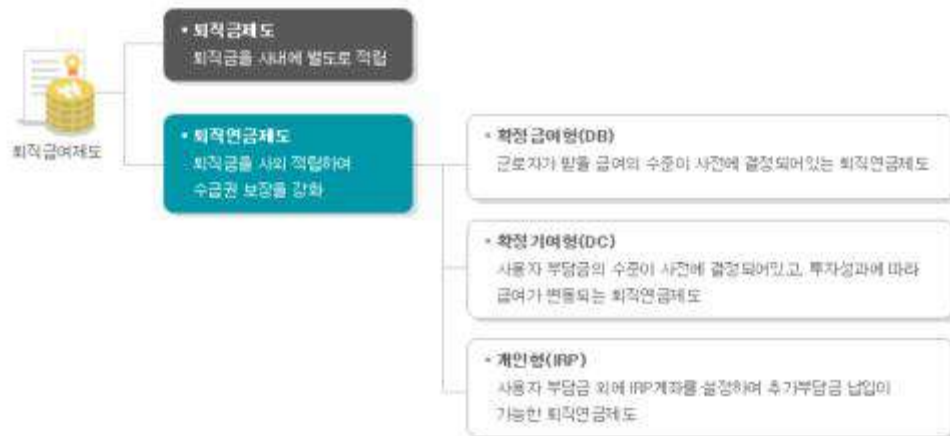 퇴직급여제도
• 퇴직금제도
퇴직금을 사내에 별도로 적립
• 퇴직연금제도
퇴직금을 사외 적립하여
수급권 보장을 강화
• 확정급여형(DB)
근로자가 받을 급여의 수준이 사전에 결정되어있는 퇴직연금제도
• 확정기여형(DC)
사용자 부담금의 수준이 사전에 결정되어있고, 투자성과에 따라
급여가 변동되는 퇴직연금제도
• 개인형(IRP)
사용자 부담금 외에 IRP계좌를 설정하여 추가부담금 납입이
가능한 퇴직연금제도